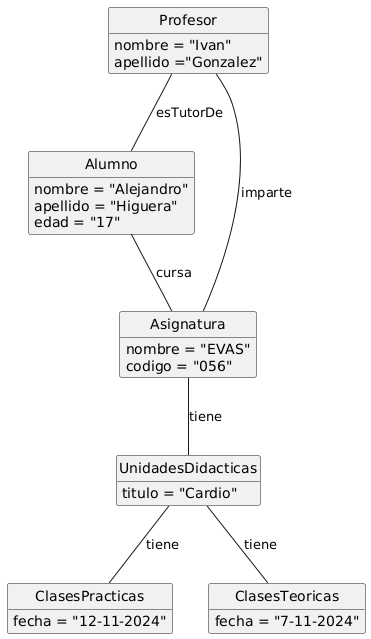 Profesor
nombre = "Ivan"
apellido ="Gonzalez"
esTutorDe
Alumno
nombre = "Alejandro"
apellido = "Higuera"
edad = "17"
imparte
cursa
Asignatura
nombre = "EVAS"
codigo = "056"
tiene
UnidadesDidacticas
titulo = "Cardio"
tiene
tiene
ClasesPracticas
fecha = "12-11-2024"
ClasesTeoricas
fecha = "7-11-2024"